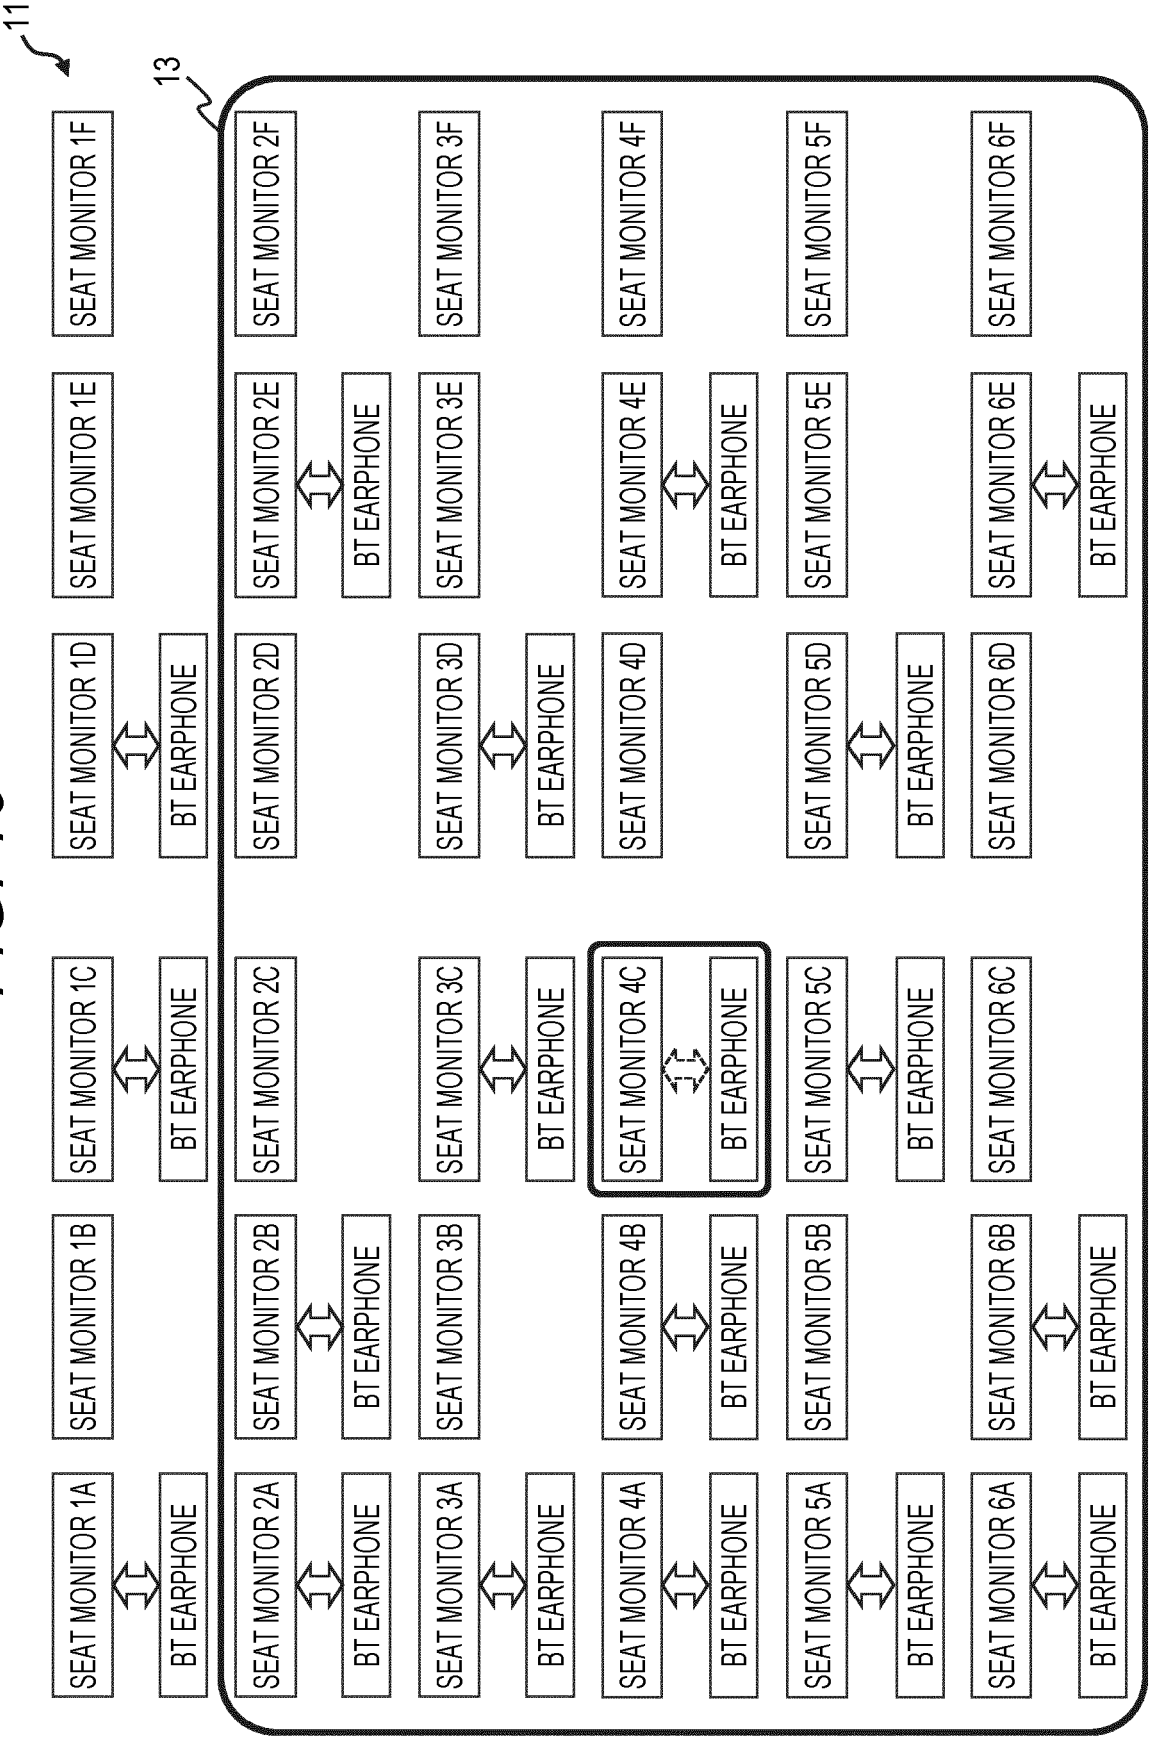 11
SEAT MONITOR 1A
SEAT MONITOR 1B
SEAT MONITOR 1C
SEAT MONITOR 1D
SEAT MONITOR 1E
SEAT MONITOR 1F
BT EARPHONE
BT EARPHONE
BT EARPHONE
13
SEAT MONITOR 2A
SEAT MONITOR 2B
SEAT MONITOR 2C
SEAT MONITOR 2D
SEAT MONITOR 2E
SEAT MONITOR 2F
BT EARPHONE
BT EARPHONE
BT EARPHONE
SEAT MONITOR 3A
SEAT MONITOR 3B
SEAT MONITOR 3C
SEAT MONITOR 3D
SEAT MONITOR 3E
SEAT MONITOR 3F
BT EARPHONE
BT EARPHONE
BT EARPHONE
SEAT MONITOR 4A
SEAT MONITOR 4B
SEAT MONITOR 4C
SEAT MONITOR 4D
SEAT MONITOR 4E
SEAT MONITOR 4F
BT EARPHONE
BT EARPHONE
BT EARPHONE
BT EARPHONE
SEAT MONITOR 5A
SEAT MONITOR 5B
SEAT MONITOR 5C
SEAT MONITOR 5D
SEAT MONITOR 5E
SEAT MONITOR 5F
BT EARPHONE
BT EARPHONE
BT EARPHONE
SEAT MONITOR 6A
SEAT MONITOR 6B
SEAT MONITOR 6C
SEAT MONITOR 6D
SEAT MONITOR 6E
SEAT MONITOR 6F
BT EARPHONE
BT EARPHONE
BT EARPHONE